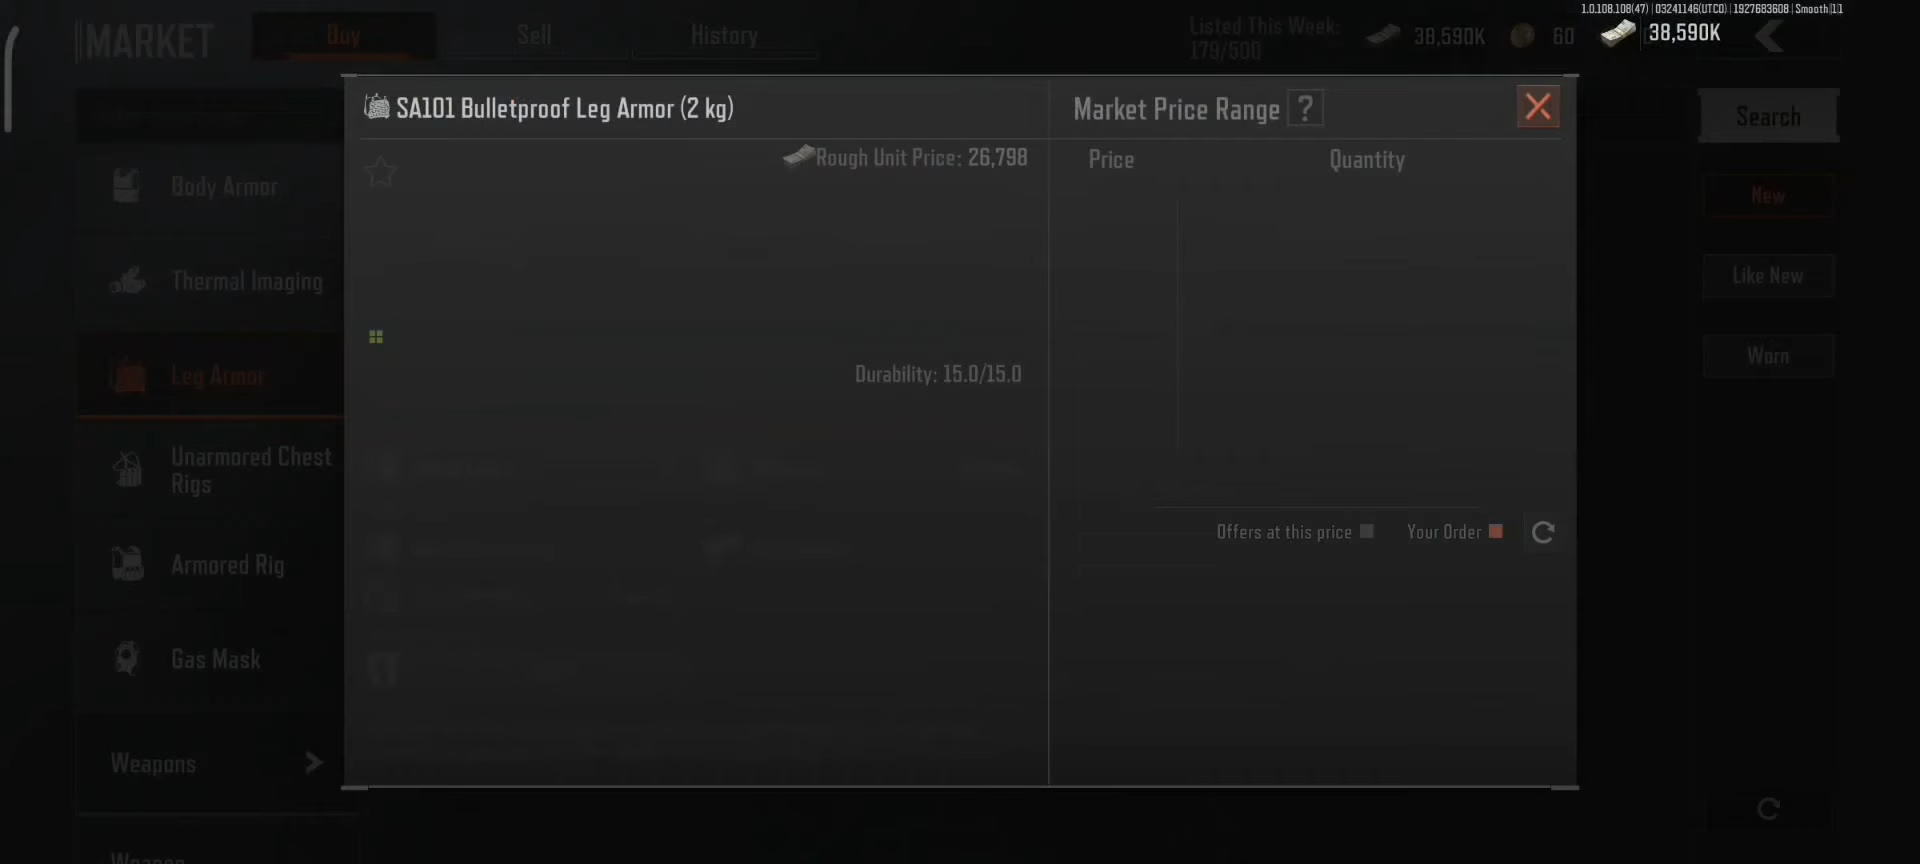 1.0.108.108(47) | 03241146(UTC0) | 1927683608 | Smooth|1|1
MARKET
Buy
Sell
History
Listed This Week:
179/500
38,590K
60
38,590K
SA101 Bulletproof Leg Armor (2 kg)
Market Price Range ?
Search
Rough Unit Price: 26,798
Price
Quantity
Body Armor
New
Thermal Imaging
Like New
Leg Armor
Durability: 15.0/15.0
Worn
Unarmored Chest
Rigs
Offers at this price
Your Order
Armored Rig
Gas Mask
Weapons
Weapon